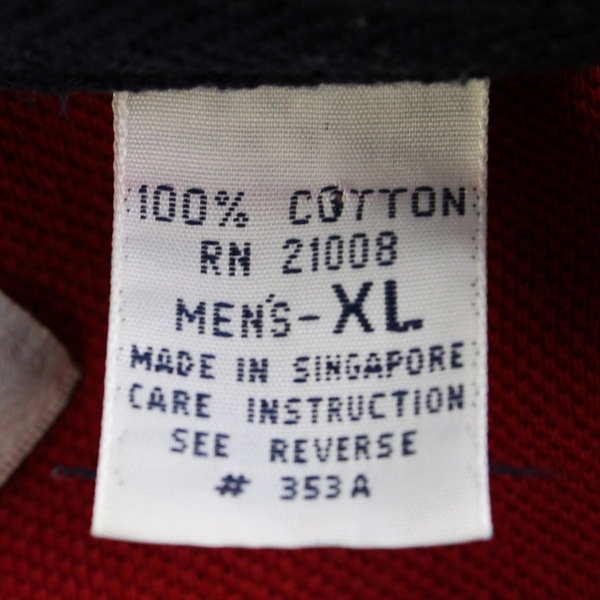 100% COTTON
RN 21008
MEN'S-XL
MADE IN SINGAPORE
CARE INSTRUCTION
SEE REVERSE
# 353A